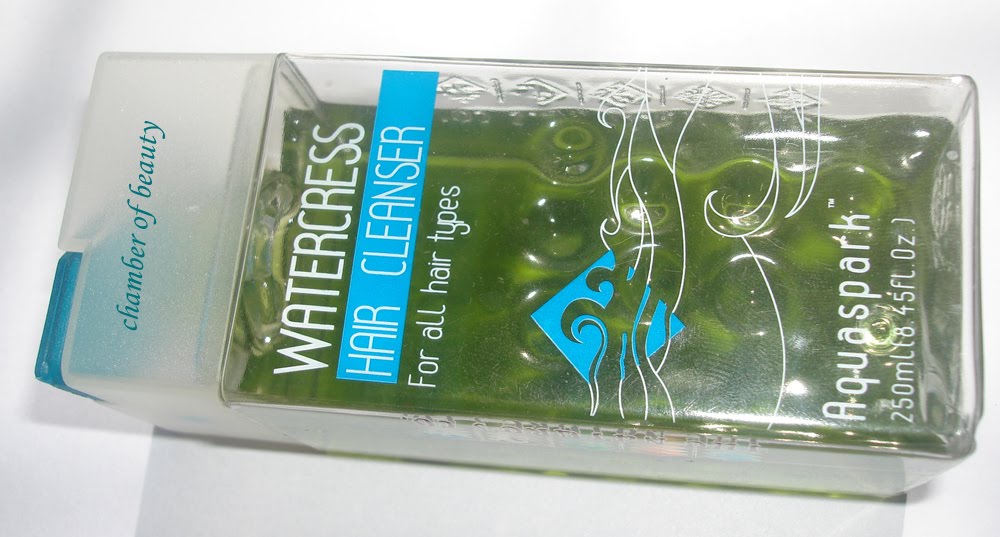 chamber of beauty
WATERCRESS
HAIR CLEANSER
For all hair types
Aquaspark™
250ml(8.45fl.oz.)